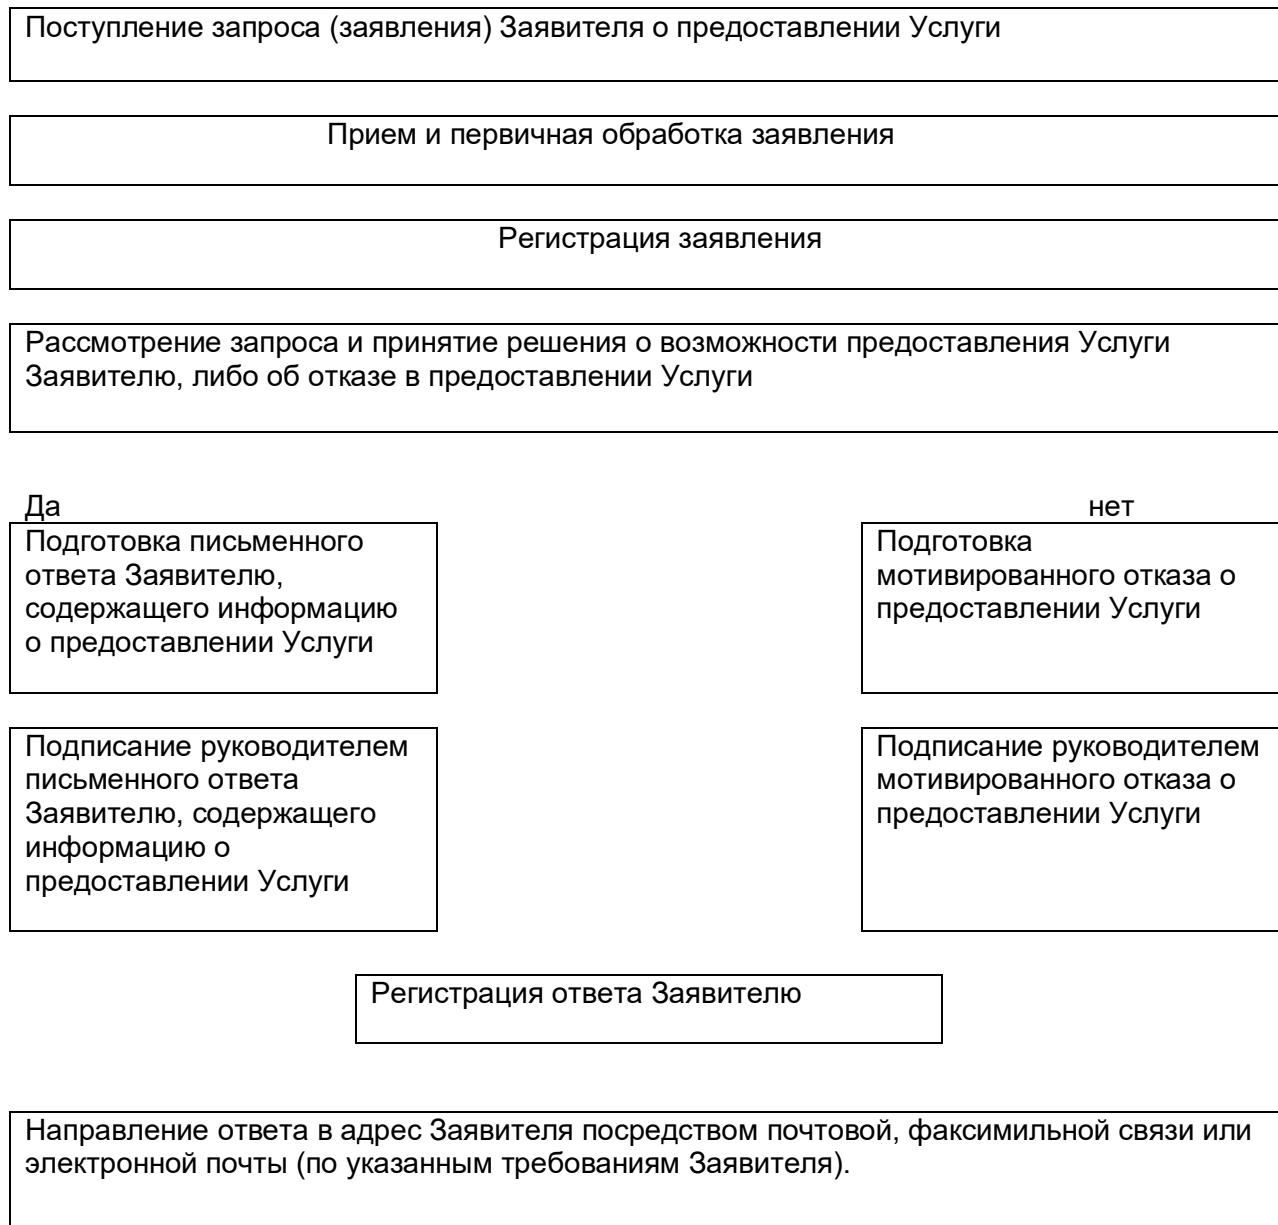 Поступление запроса (заявления) Заявителя о предоставлении Услуги
Прием и первичная обработка заявления
Регистрация заявления
Рассмотрение запроса и принятие решения о возможности предоставления Услуги
Заявителю, либо об отказе в предоставлении Услуги
Да
нет
Подготовка письменного
ответа Заявителю,
содержащего информацию
о предоставлении Услуги
Подготовка
мотивированного отказа о
предоставлении Услуги
Подписание руководителем
письменного ответа
Заявителю, содержащего
информацию о
предоставлении Услуги
Подписание руководителем
мотивированного отказа о
предоставлении Услуги
Регистрация ответа Заявителю
Направление ответа в адрес Заявителя посредством почтовой, факсимильной связи или
электронной почты (по указанным требованиям Заявителя).